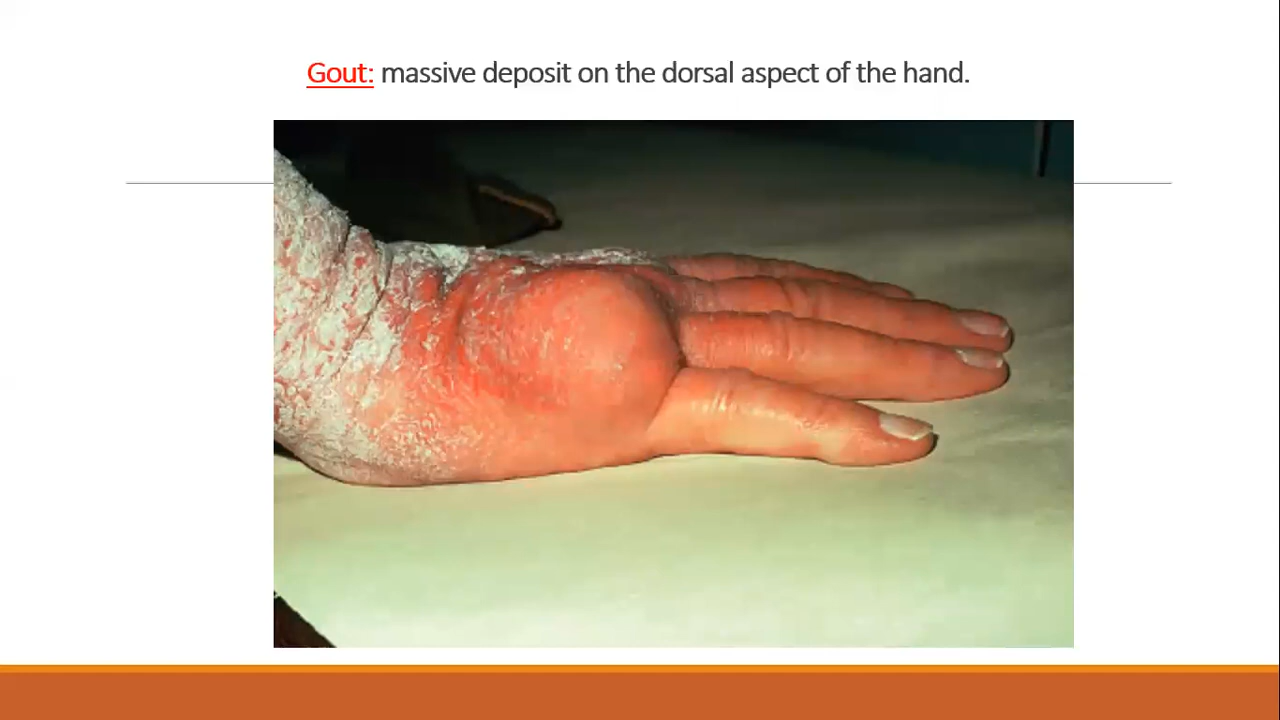 Gout: massive deposit on the dorsal aspect of the hand.